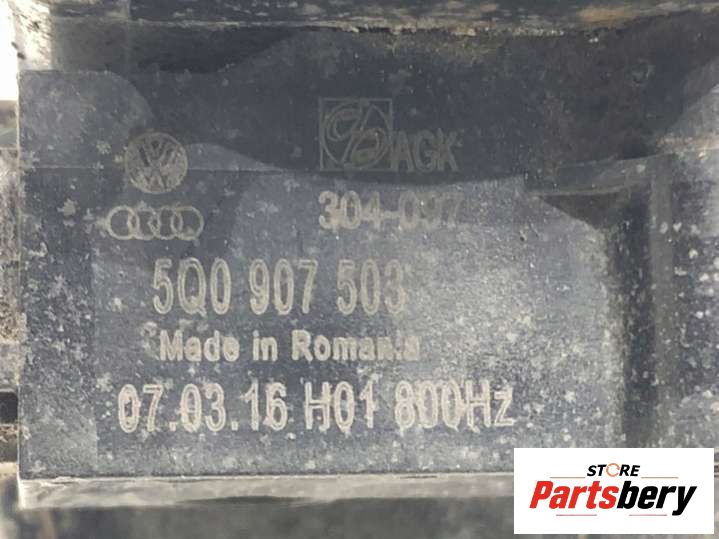 AGK
304-097
5Q0 907 503
Made in Romania
07.03.16 H01 800Hz
STORE
Partsbery